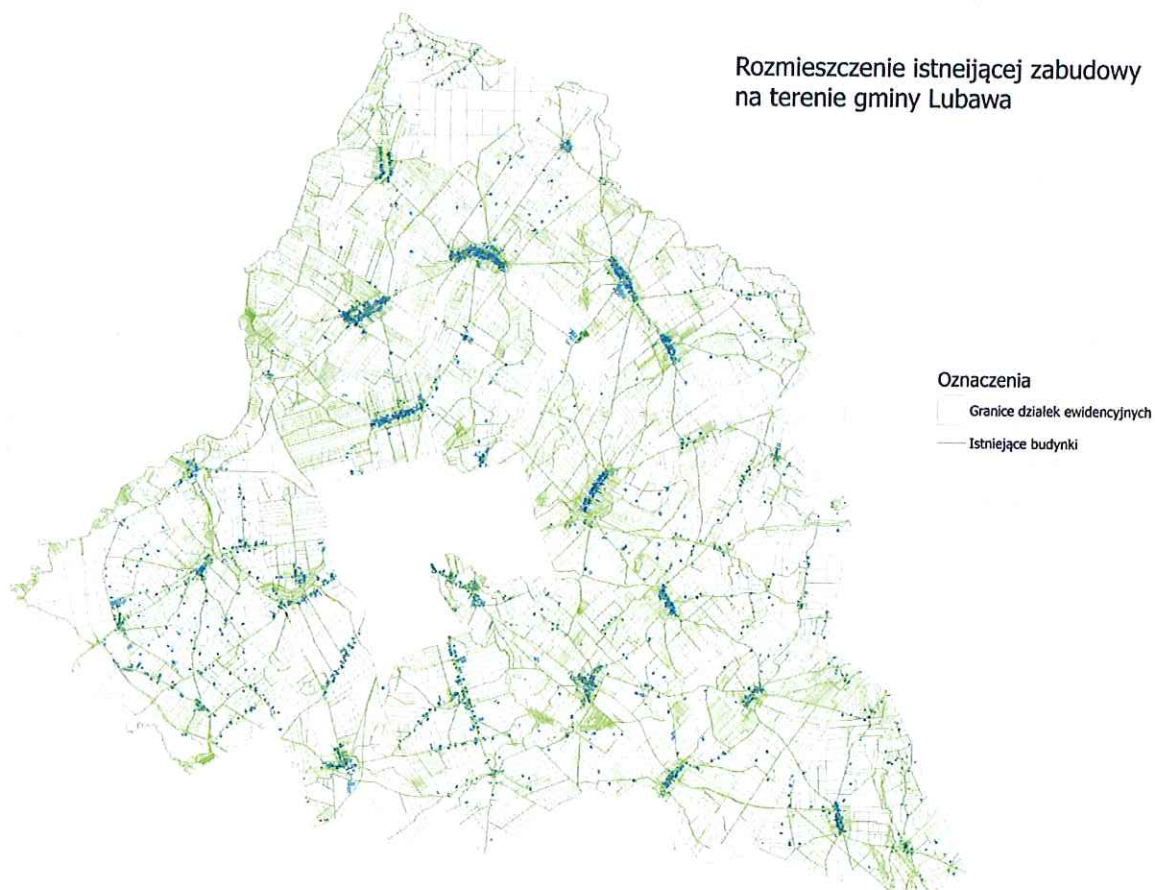 Rozmieszczenie istneijącej zabudowy
na terenie gminy Lubawa
Oznaczenia
Granice działek ewidencyjnych
Istniejące budynki